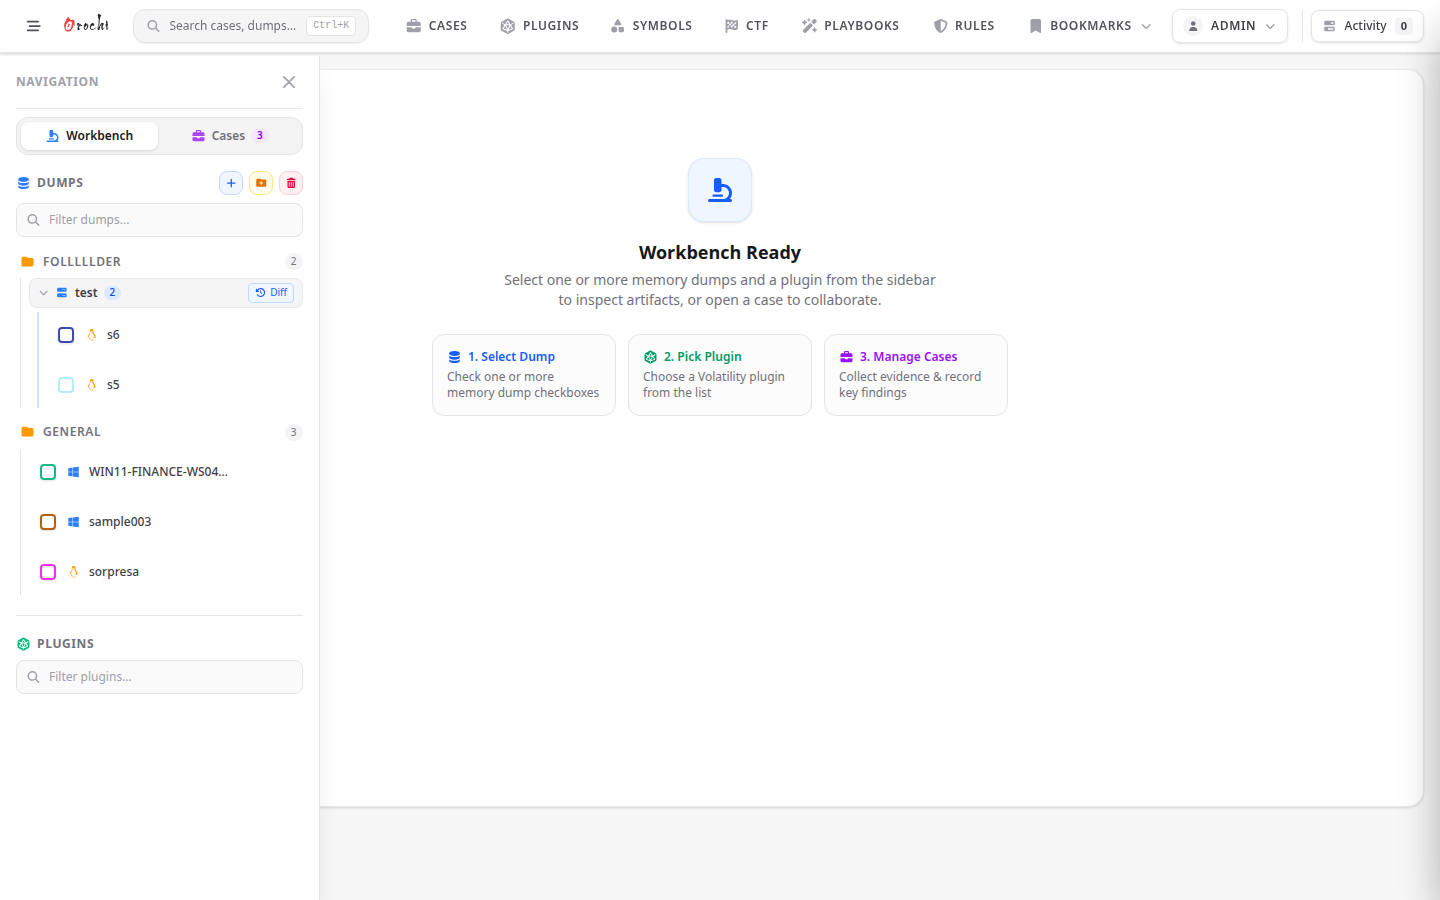 Orochi
Search cases, dumps... Ctrl+K
CASES
PLUGINS
SYMBOLS
CTF
PLAYBOOKS
RULES
BOOKMARKS
ADMIN
Activity 0
NAVIGATION
Workbench
Cases 3
DUMPS
Filter dumps...
FOLLLLLDER 2
test 2 Diff
s6
s5
GENERAL 3
WIN11-FINANCE-WS04...
sample003
sorpresa
PLUGINS
Filter plugins...
Workbench Ready
Select one or more memory dumps and a plugin from the sidebar
to inspect artifacts, or open a case to collaborate.
1. Select Dump
Check one or more
memory dump checkboxes
2. Pick Plugin
Choose a Volatility plugin
from the list
3. Manage Cases
Collect evidence & record
key findings